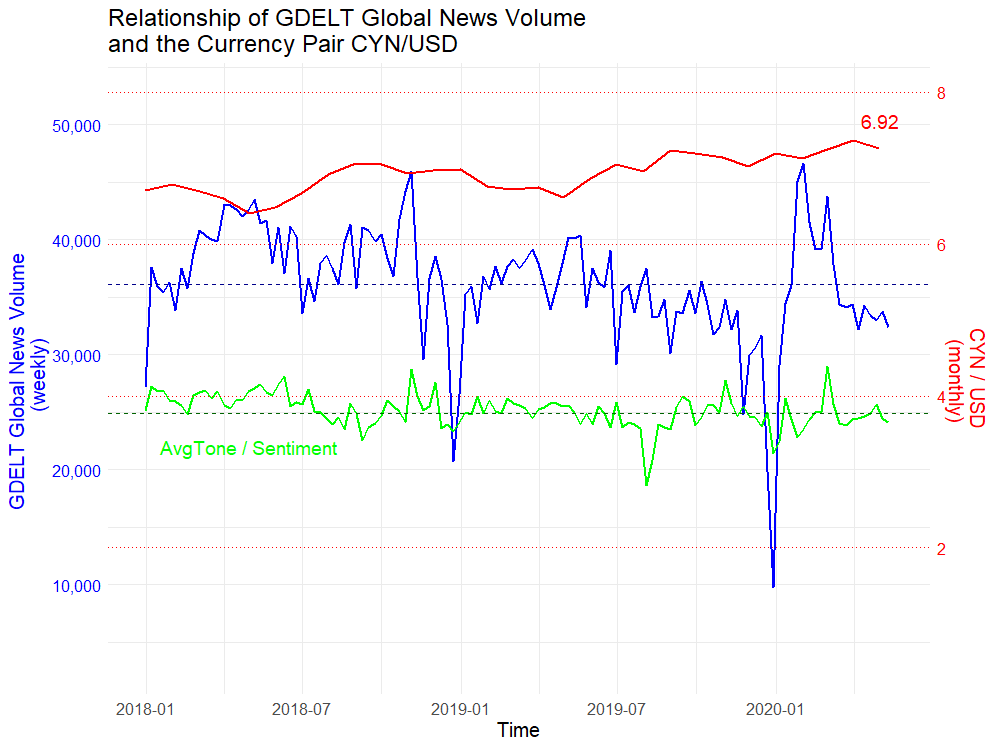 Relationship of GDELT Global News Volume
and the Currency Pair CYN/USD
8
6.92
50,000
40,000
6
GDELT Global News Volume
(weekly)
30,000
CYN / USD
(monthly)
4
AvgTone / Sentiment
20,000
2
10,000
2018-01
2018-07
2019-01
2019-07
2020-01
Time